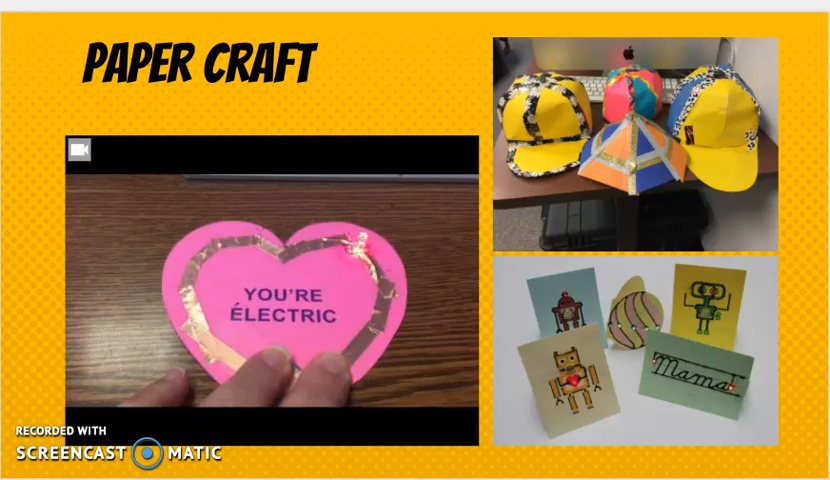 PAPER CRAFT
YOU'RE
ÉLECTRIC
Mama
RECORDED WITH
SCREENCAST MATIC